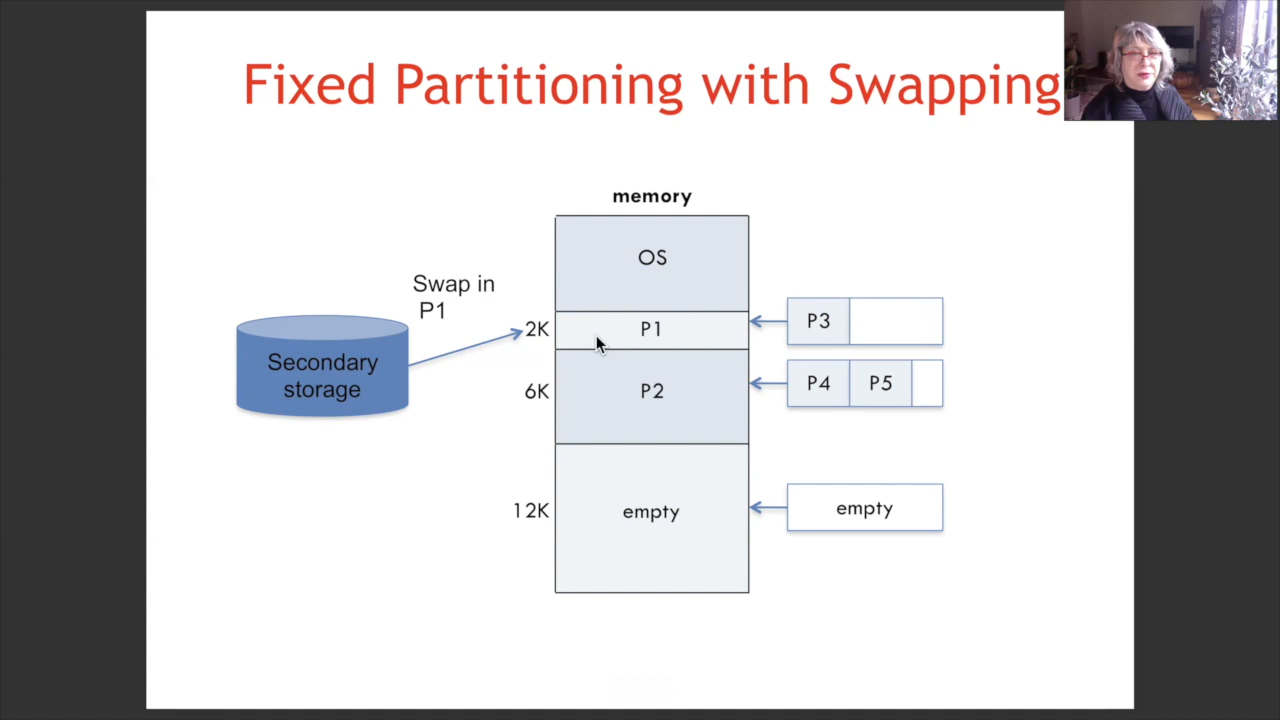 Fixed Partitioning with Swapping
memory
OS
Swap in
P1
2K
P1
P3
Secondary
storage
6K
P2
P4
P5
12K
empty
empty